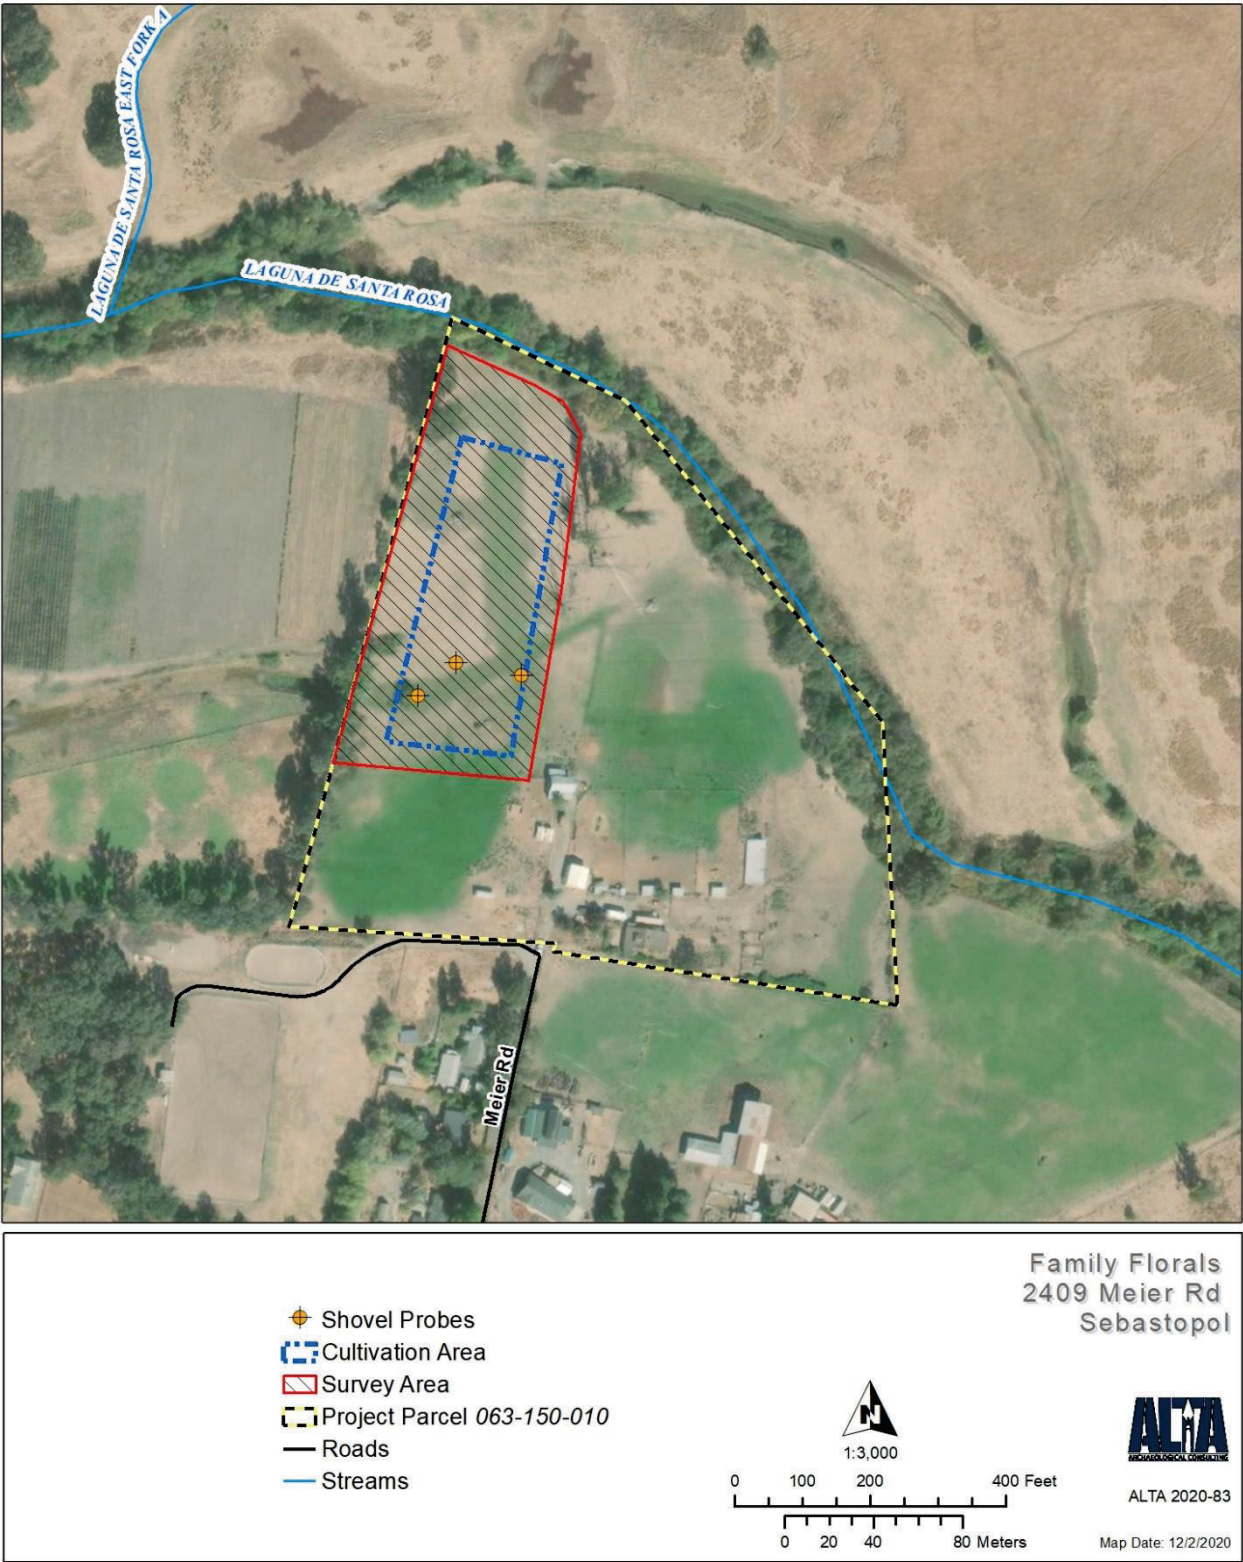 LAGUNA DE SANTA ROSA EAST FORK A
LAGUNA DE SANTA ROSA
Meier Rd
Family Florals
2409 Meier Rd
Sebastopol
Shovel Probes
Cultivation Area
Survey Area
Project Parcel 063-150-010
Roads
Streams
N
1:3,000
0 100 200 400 Feet
0 20 40 80 Meters
ALTA
ARCHAEOLOGICAL CONSULTING
ALTA 2020-83
Map Date: 12/2/2020